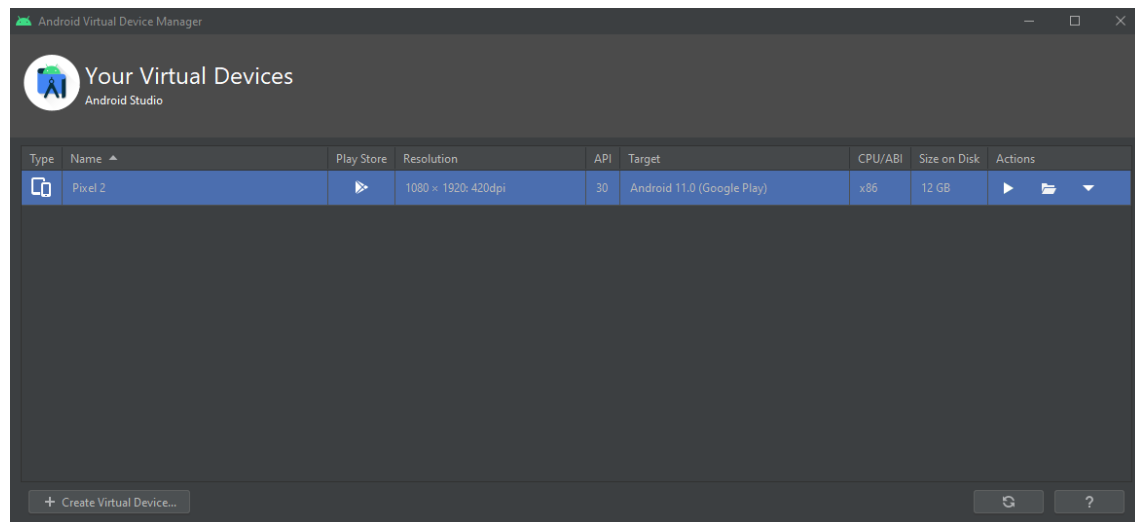 Android Virtual Device Manager
Your Virtual Devices
Android Studio
Type Name Play Store Resolution API Target CPU/ABI Size on Disk Actions
Pixel 2 1080 × 1920: 420dpi 30 Android 11.0 (Google Play) x86 12 GB
+ Create Virtual Device... ?